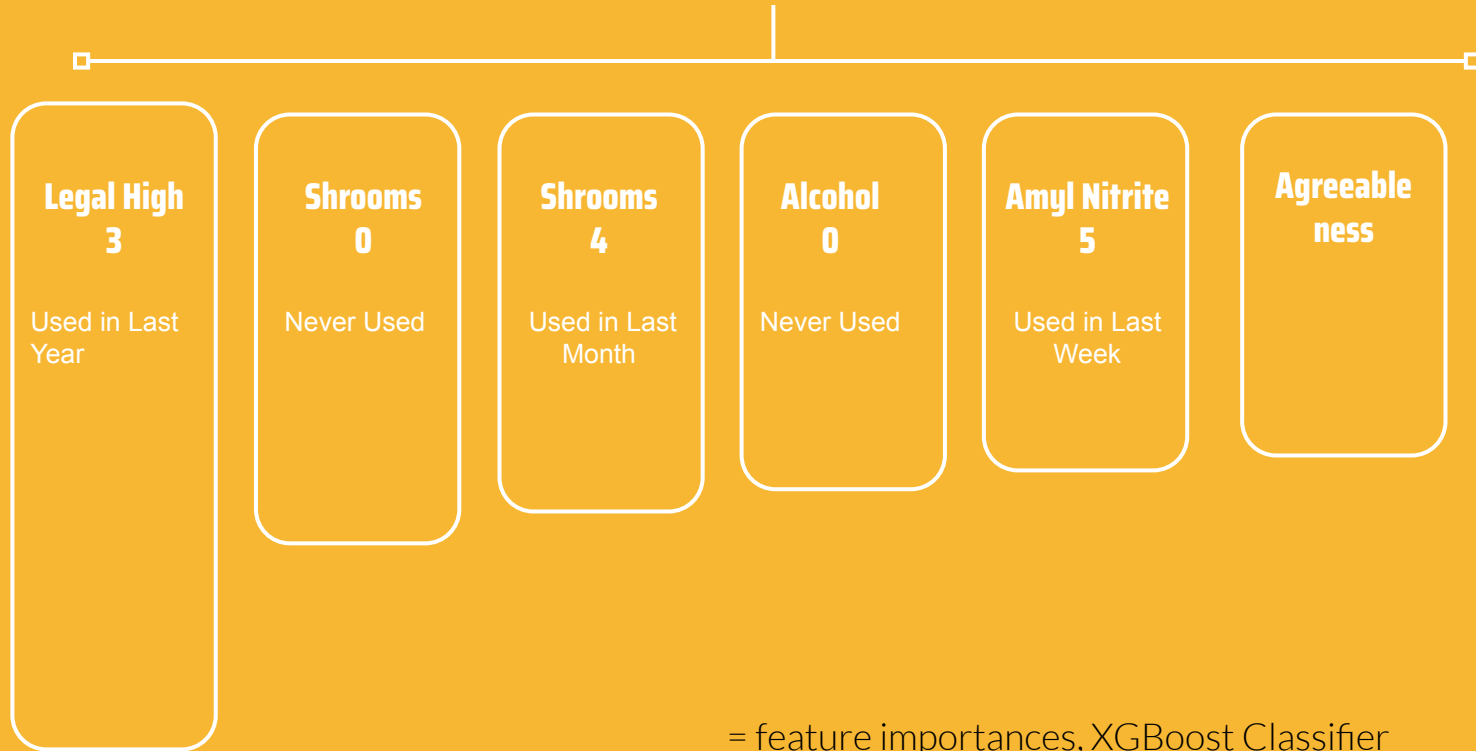 Legal High
3
Used in Last
Year
Shrooms
0
Never Used
Shrooms
4
Used in Last
Month
Alcohol
0
Never Used
Amyl Nitrite
5
Used in Last
Week
Agreeable
ness
= feature importances, XGBoost Classifier